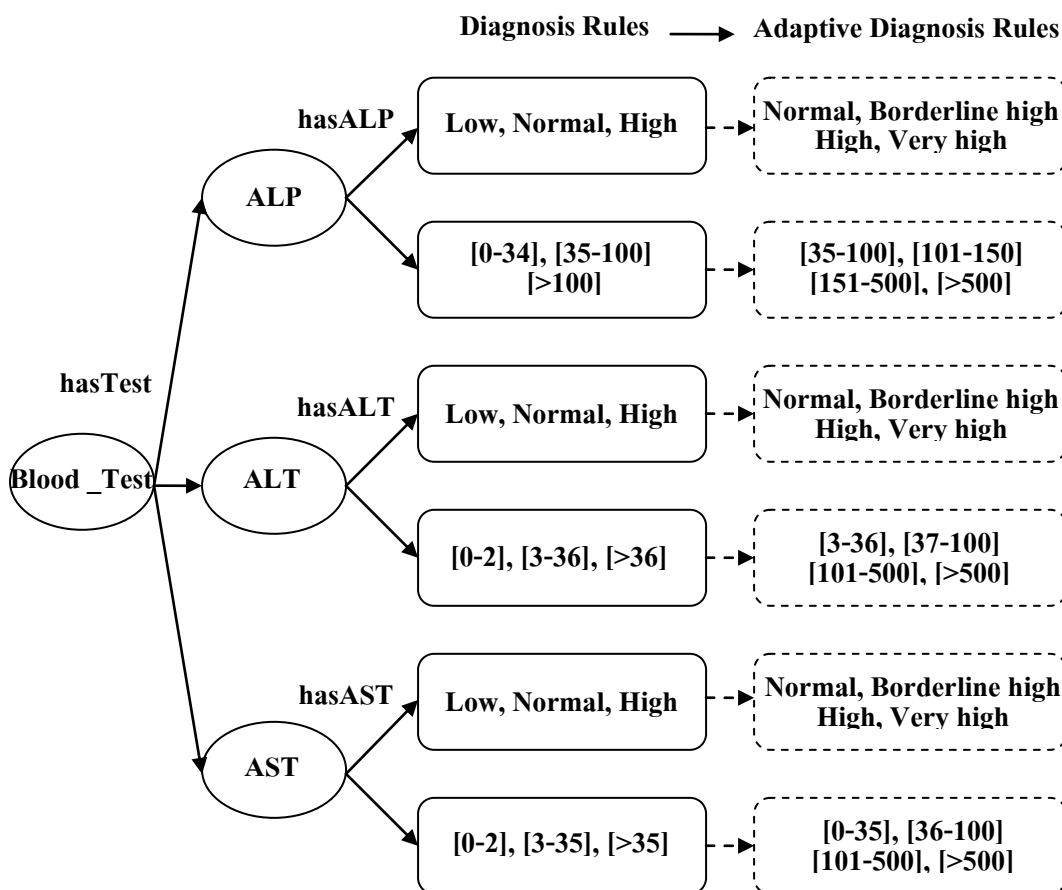 Diagnosis Rules
Adaptive Diagnosis Rules
hasALP
Low, Normal, High
Normal, Borderline high
High, Very high
ALP
[0-34], [35-100]
[>100]
[35-100], [101-150]
[151-500], [>500]
hasTest
hasALT
Low, Normal, High
Normal, Borderline high
High, Very high
Blood _Test
ALT
[0-2], [3-36], [>36]
[3-36], [37-100]
[101-500], [>500]
hasAST
Low, Normal, High
Normal, Borderline high
High, Very high
AST
[0-2], [3-35], [>35]
[0-35], [36-100]
[101-500], [>500]